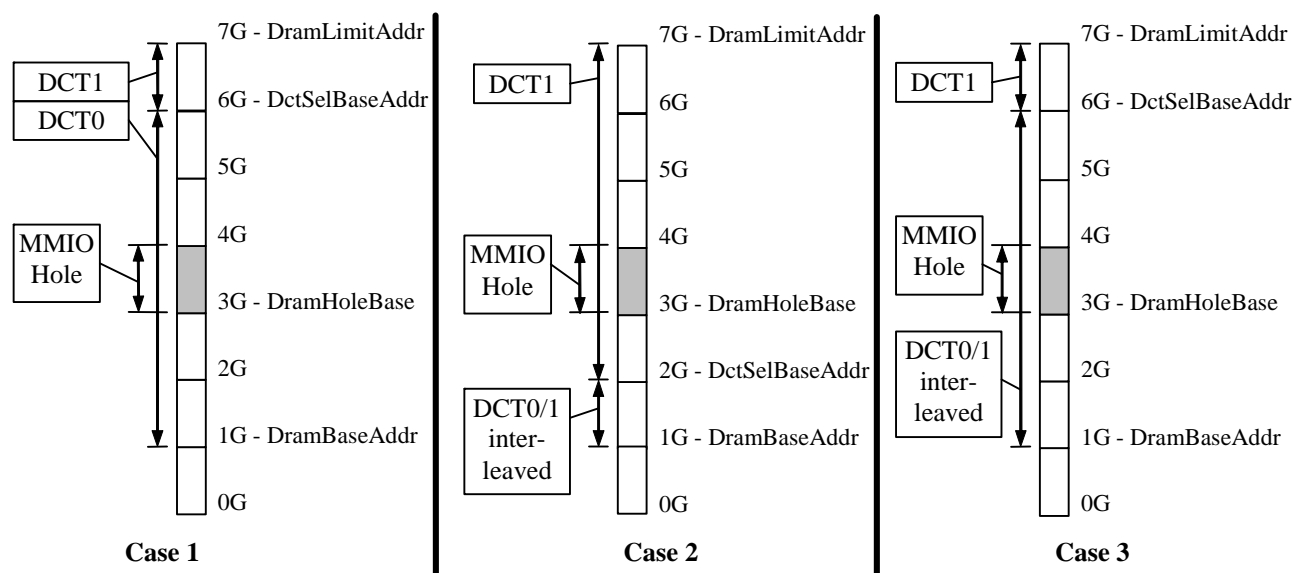 7G - DramLimitAddr
DCT1
6G - DctSelBaseAddr
DCT0
5G
4G
MMIO
Hole
3G - DramHoleBase
2G
1G - DramBaseAddr
0G
Case 1
7G - DramLimitAddr
DCT1
6G
5G
4G
MMIO
Hole
3G - DramHoleBase
2G - DctSelBaseAddr
DCT0/1
inter-
leaved
1G - DramBaseAddr
0G
Case 2
7G - DramLimitAddr
DCT1
6G - DctSelBaseAddr
5G
4G
MMIO
Hole
3G - DramHoleBase
2G
DCT0/1
inter-
leaved
1G - DramBaseAddr
0G
Case 3